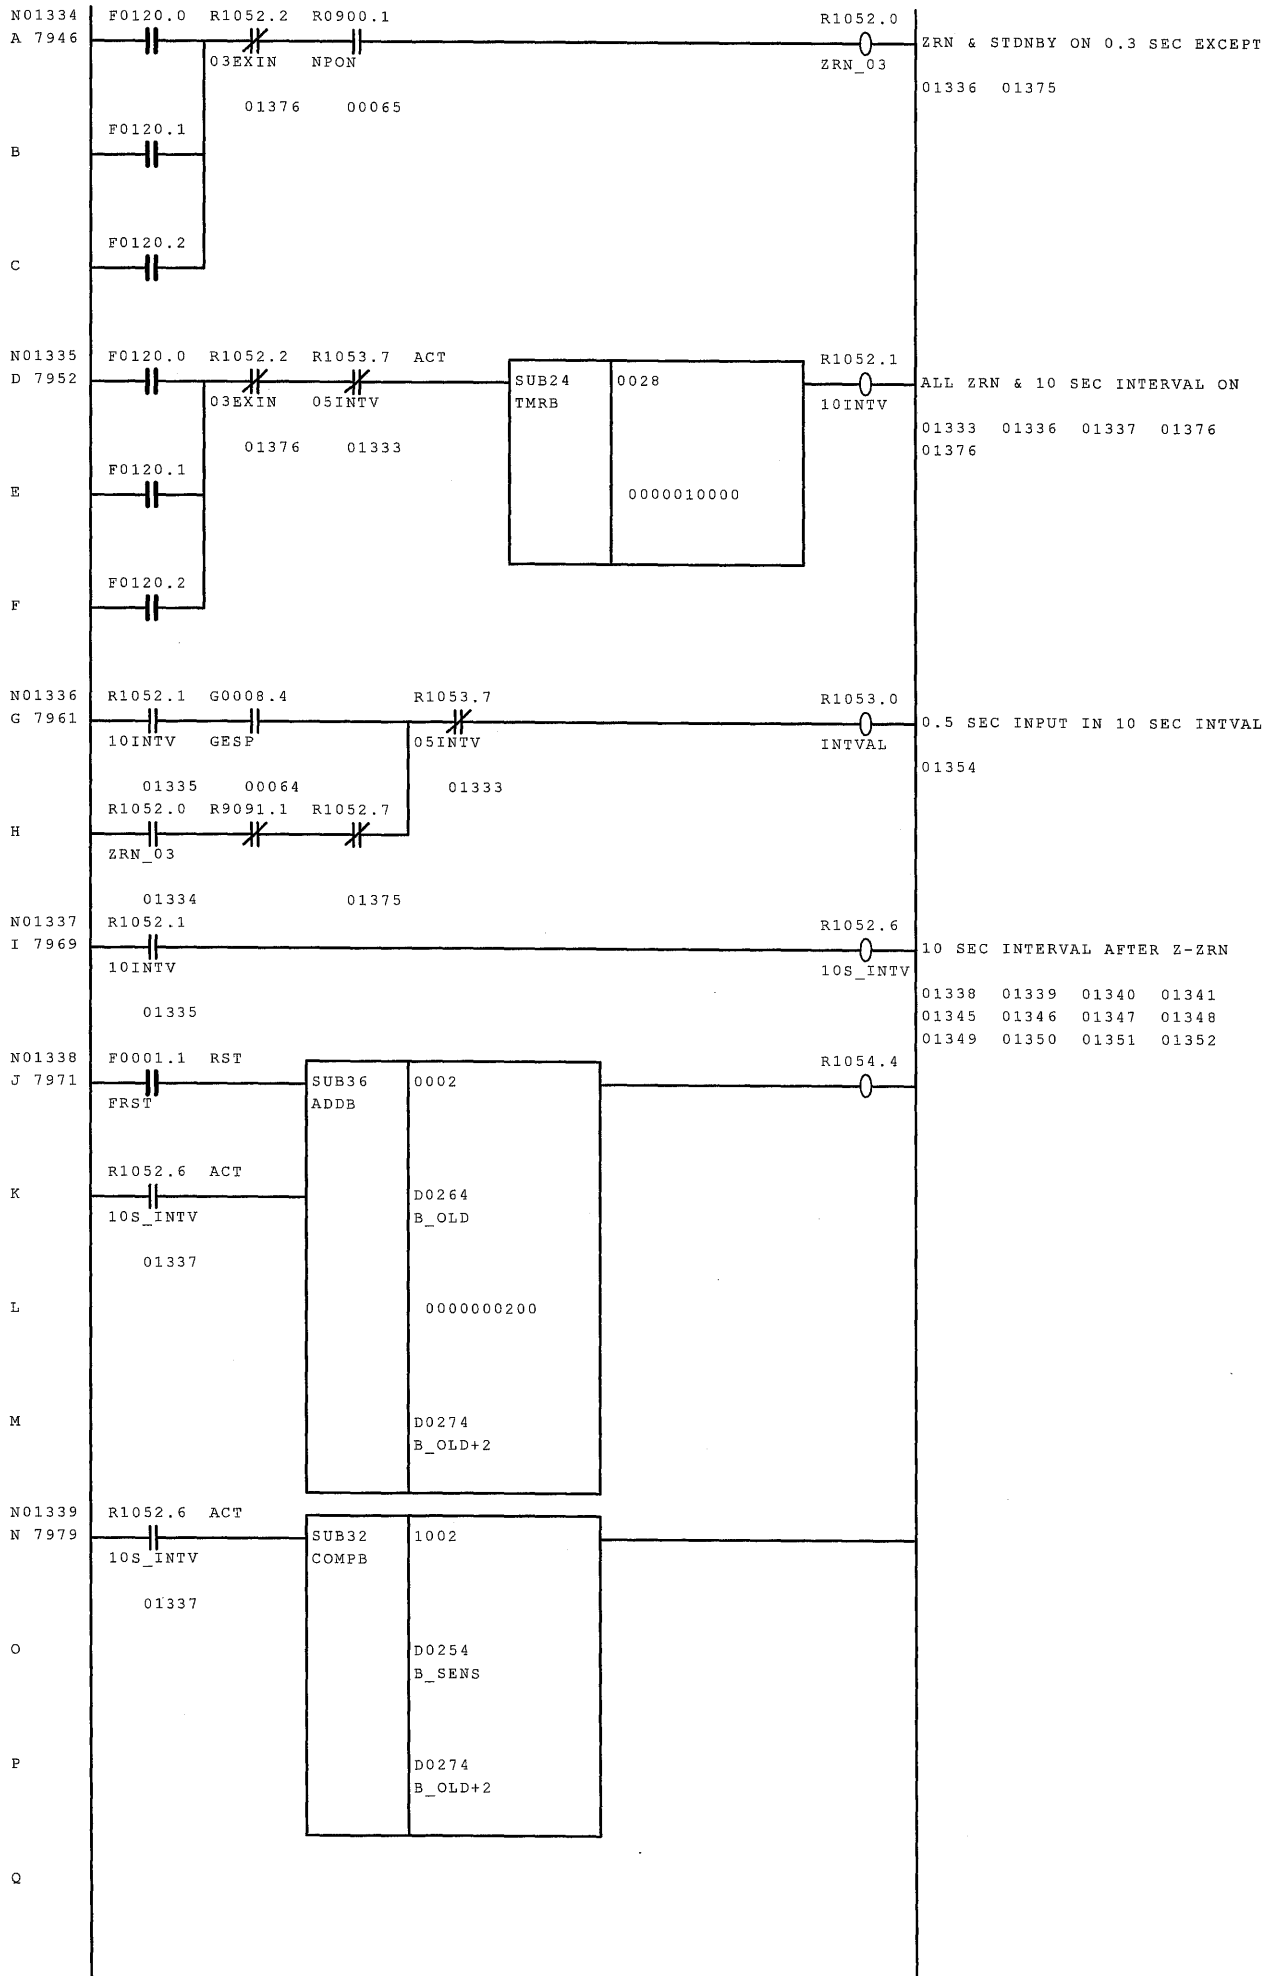 N01334 F0120.0 R1052.2 R0900.1 R1052.0
A 7946 ZRN & STDNBY ON 0.3 SEC EXCEPT
03EXIN NPON ZRN_03
01336 01375
01376 00065
F0120.1
B
F0120.2
C
N01335 F0120.0 R1052.2 R1053.7 ACT R1052.1
D 7952 SUB24 0028 ALL ZRN & 10 SEC INTERVAL ON
03EXIN 05INTV TMRB 10INTV
01333 01336 01337 01376
01376 01333 01376
F0120.1
E 0000010000
F0120.2
F
N01336 R1052.1 G0008.4 R1053.7 R1053.0
G 7961 0.5 SEC INPUT IN 10 SEC INTVAL
10INTV GESP 05INTV INTVAL
01354
01335 00064 01333
R1052.0 R9091.1 R1052.7
H
ZRN_03
01334 01375
N01337 R1052.1 R1052.6
I 7969 10 SEC INTERVAL AFTER Z-ZRN
10INTV 10S_INTV
01338 01339 01340 01341
01335 01345 01346 01347 01348
01349 01350 01351 01352
N01338 F0001.1 RST R1054.4
J 7971 SUB36 0002
FRST ADDB
R1052.6 ACT
K D0264
10S_INTV B_OLD
01337
L 0000000200
M D0274
B_OLD+2
N01339 R1052.6 ACT
N 7979 SUB32 1002
10S_INTV COMPB
01337
O D0254
B_SENS
P D0274
B_OLD+2
Q